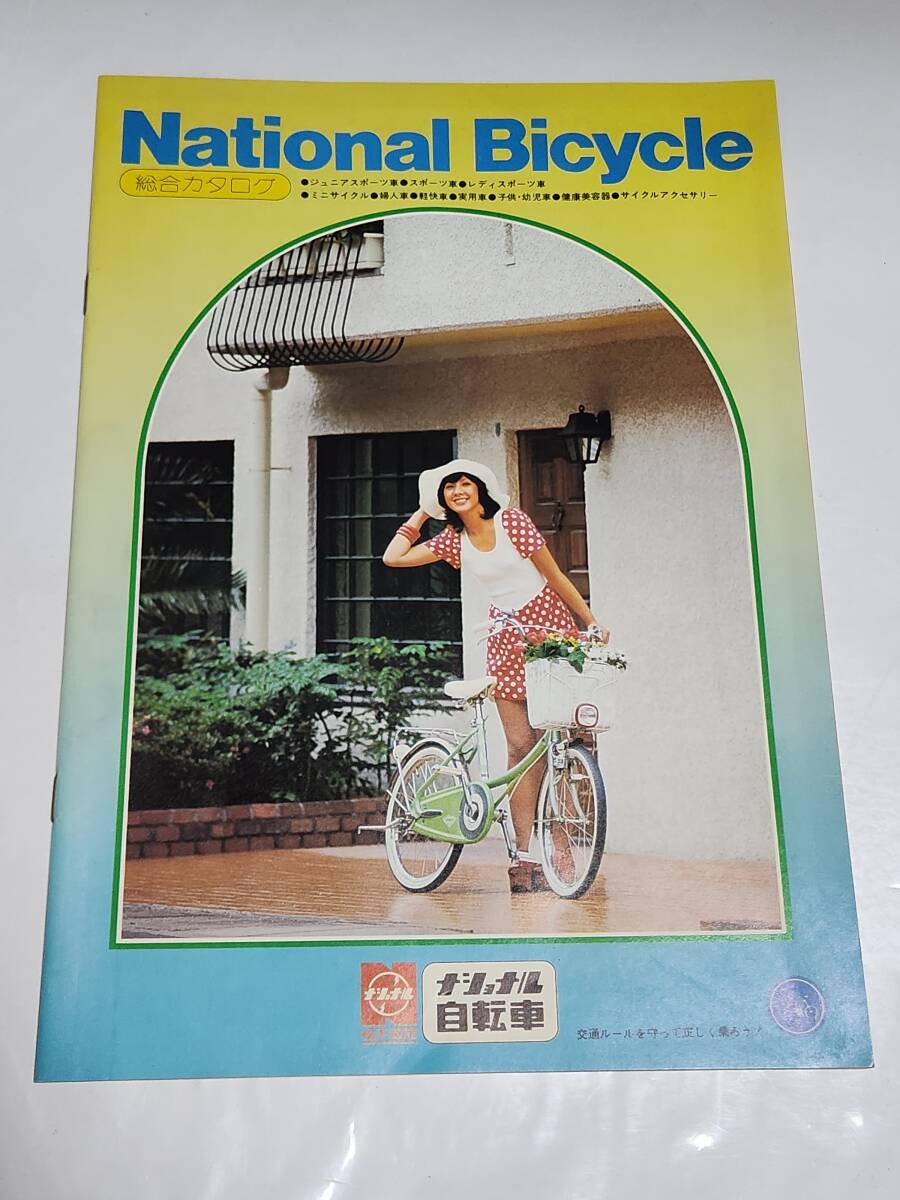 National Bicycle
総合カタログ
●ジュニアスポーツ車●スポーツ車●レディスポーツ車
●ミニサイクル●婦人車●軽快車●実用車●子供・幼児車●健康美容器●サイクルアクセサリー
ナショナル
ナショナル
自転車
交通ルールを守って正しく乗ろう!